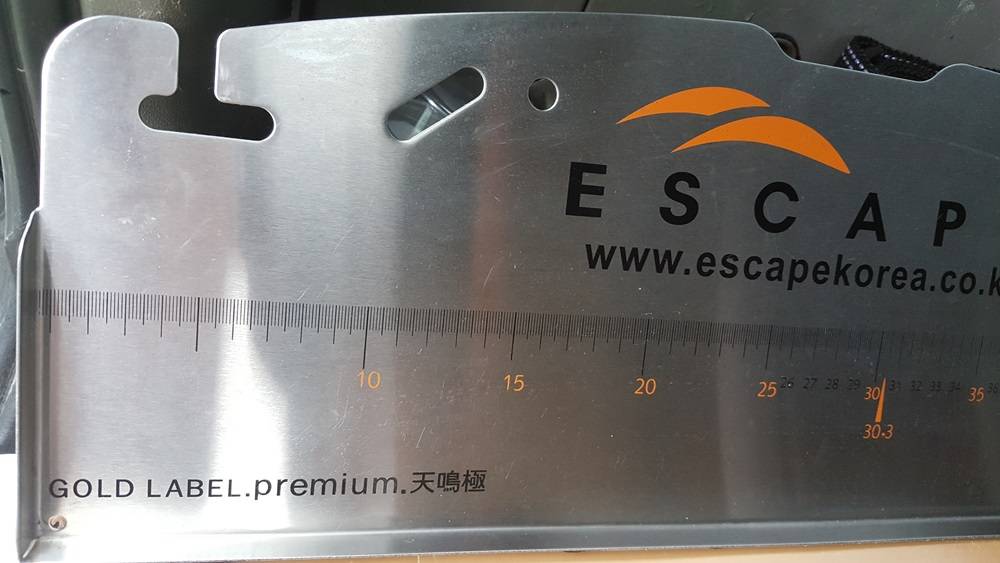 ESCAP
www.escapekorea.co.k
10 15 20 25 26 27 28 29 30 31 32 33 34 35
30.3
GOLD LABEL.premium.天鳴極